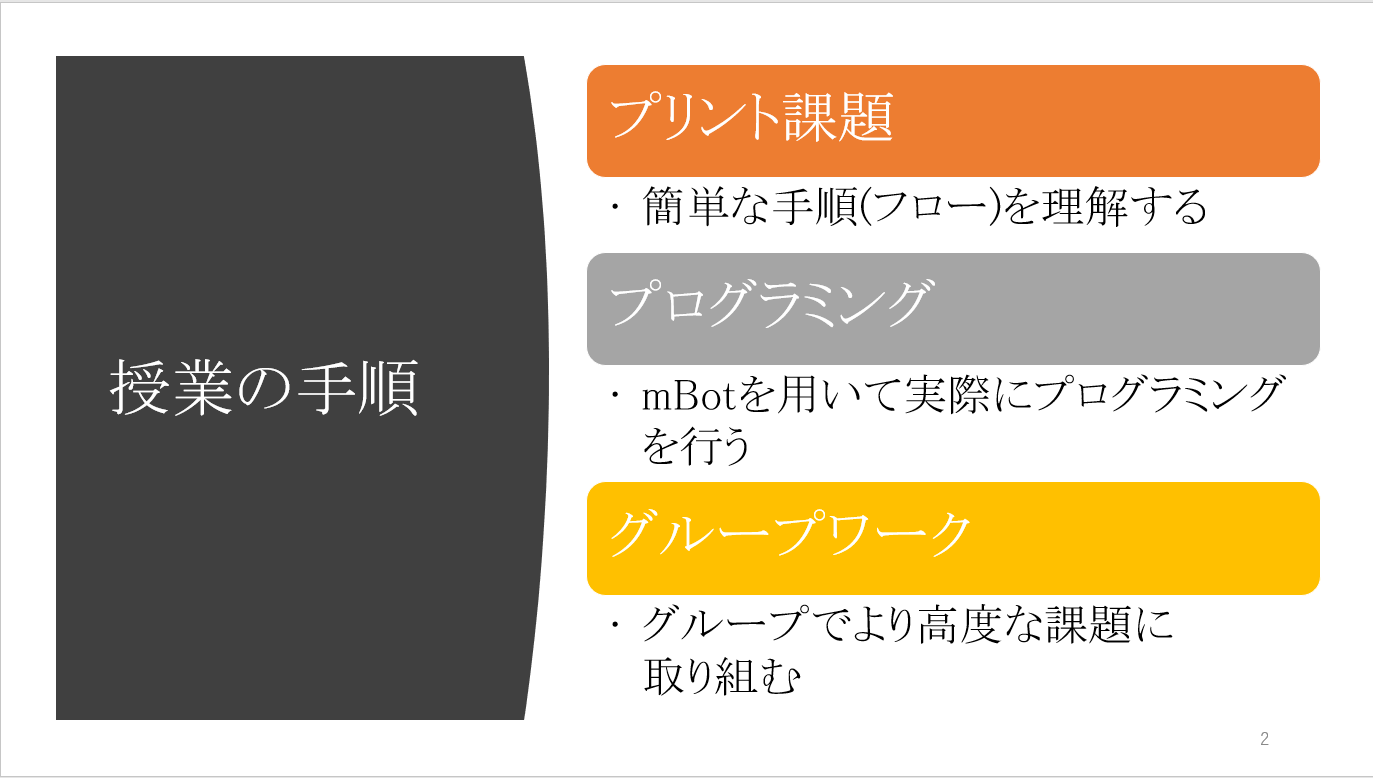 授業の手順
プリント課題
・簡単な手順(フロー)を理解する
プログラミング
・mBotを用いて実際にプログラミング
を行う
グループワーク
・グループでより高度な課題に
取り組む
2